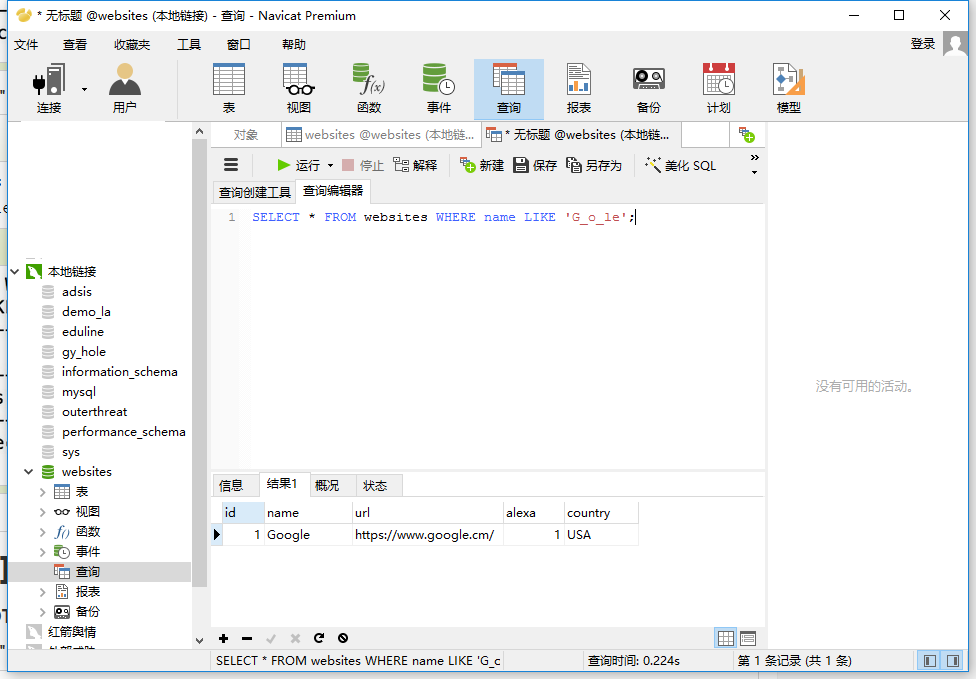 * 无标题 @websites (本地链接) - 查询 - Navicat Premium
文件 查看 收藏夹 工具 窗口 帮助 登录
连接 用户 表 视图 函数 事件 查询 报表 备份 计划 模型
对象 websites @websites (本地链... * 无标题 @websites (本地链...
运行 停止 解释 新建 保存 另存为 美化 SQL
查询创建工具 查询编辑器
1 SELECT * FROM websites WHERE name LIKE 'G_o_le';
本地链接
adsis
demo_la
eduline
gy_hole
information_schema
mysql
outerthreat
performance_schema
sys
websites
表
视图
函数
事件
查询
报表
备份
红箭舆情
没有可用的活动。
信息 结果1 概况 状态
id name url alexa country
1 Google https://www.google.cm/ 1 USA
SELECT * FROM websites WHERE name LIKE 'G_c 查询时间: 0.224s 第 1 条记录 (共 1 条)